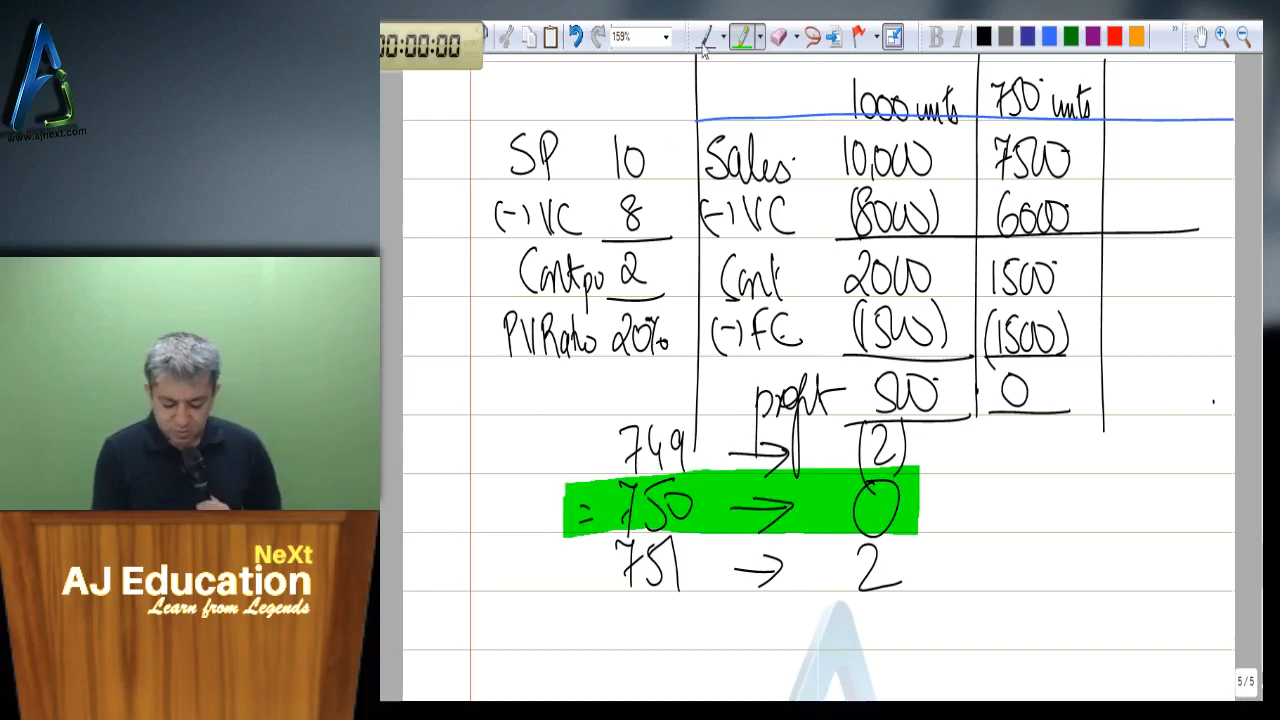 00:00:00
159%
B I
www.ajnext.com
1000 units 750 units
SP 10 Sales 10,000 7500
(-) VC 8 (-) VC (8000) 6000
Cont pu 2 Cont 2000 1500
PV Ratio 20% (-) FC (1500) (1500)
profit 500 0
749 → (2)
= 750 → 0
751 → 2
NeXt
AJ Education
Learn from Legends
5/5